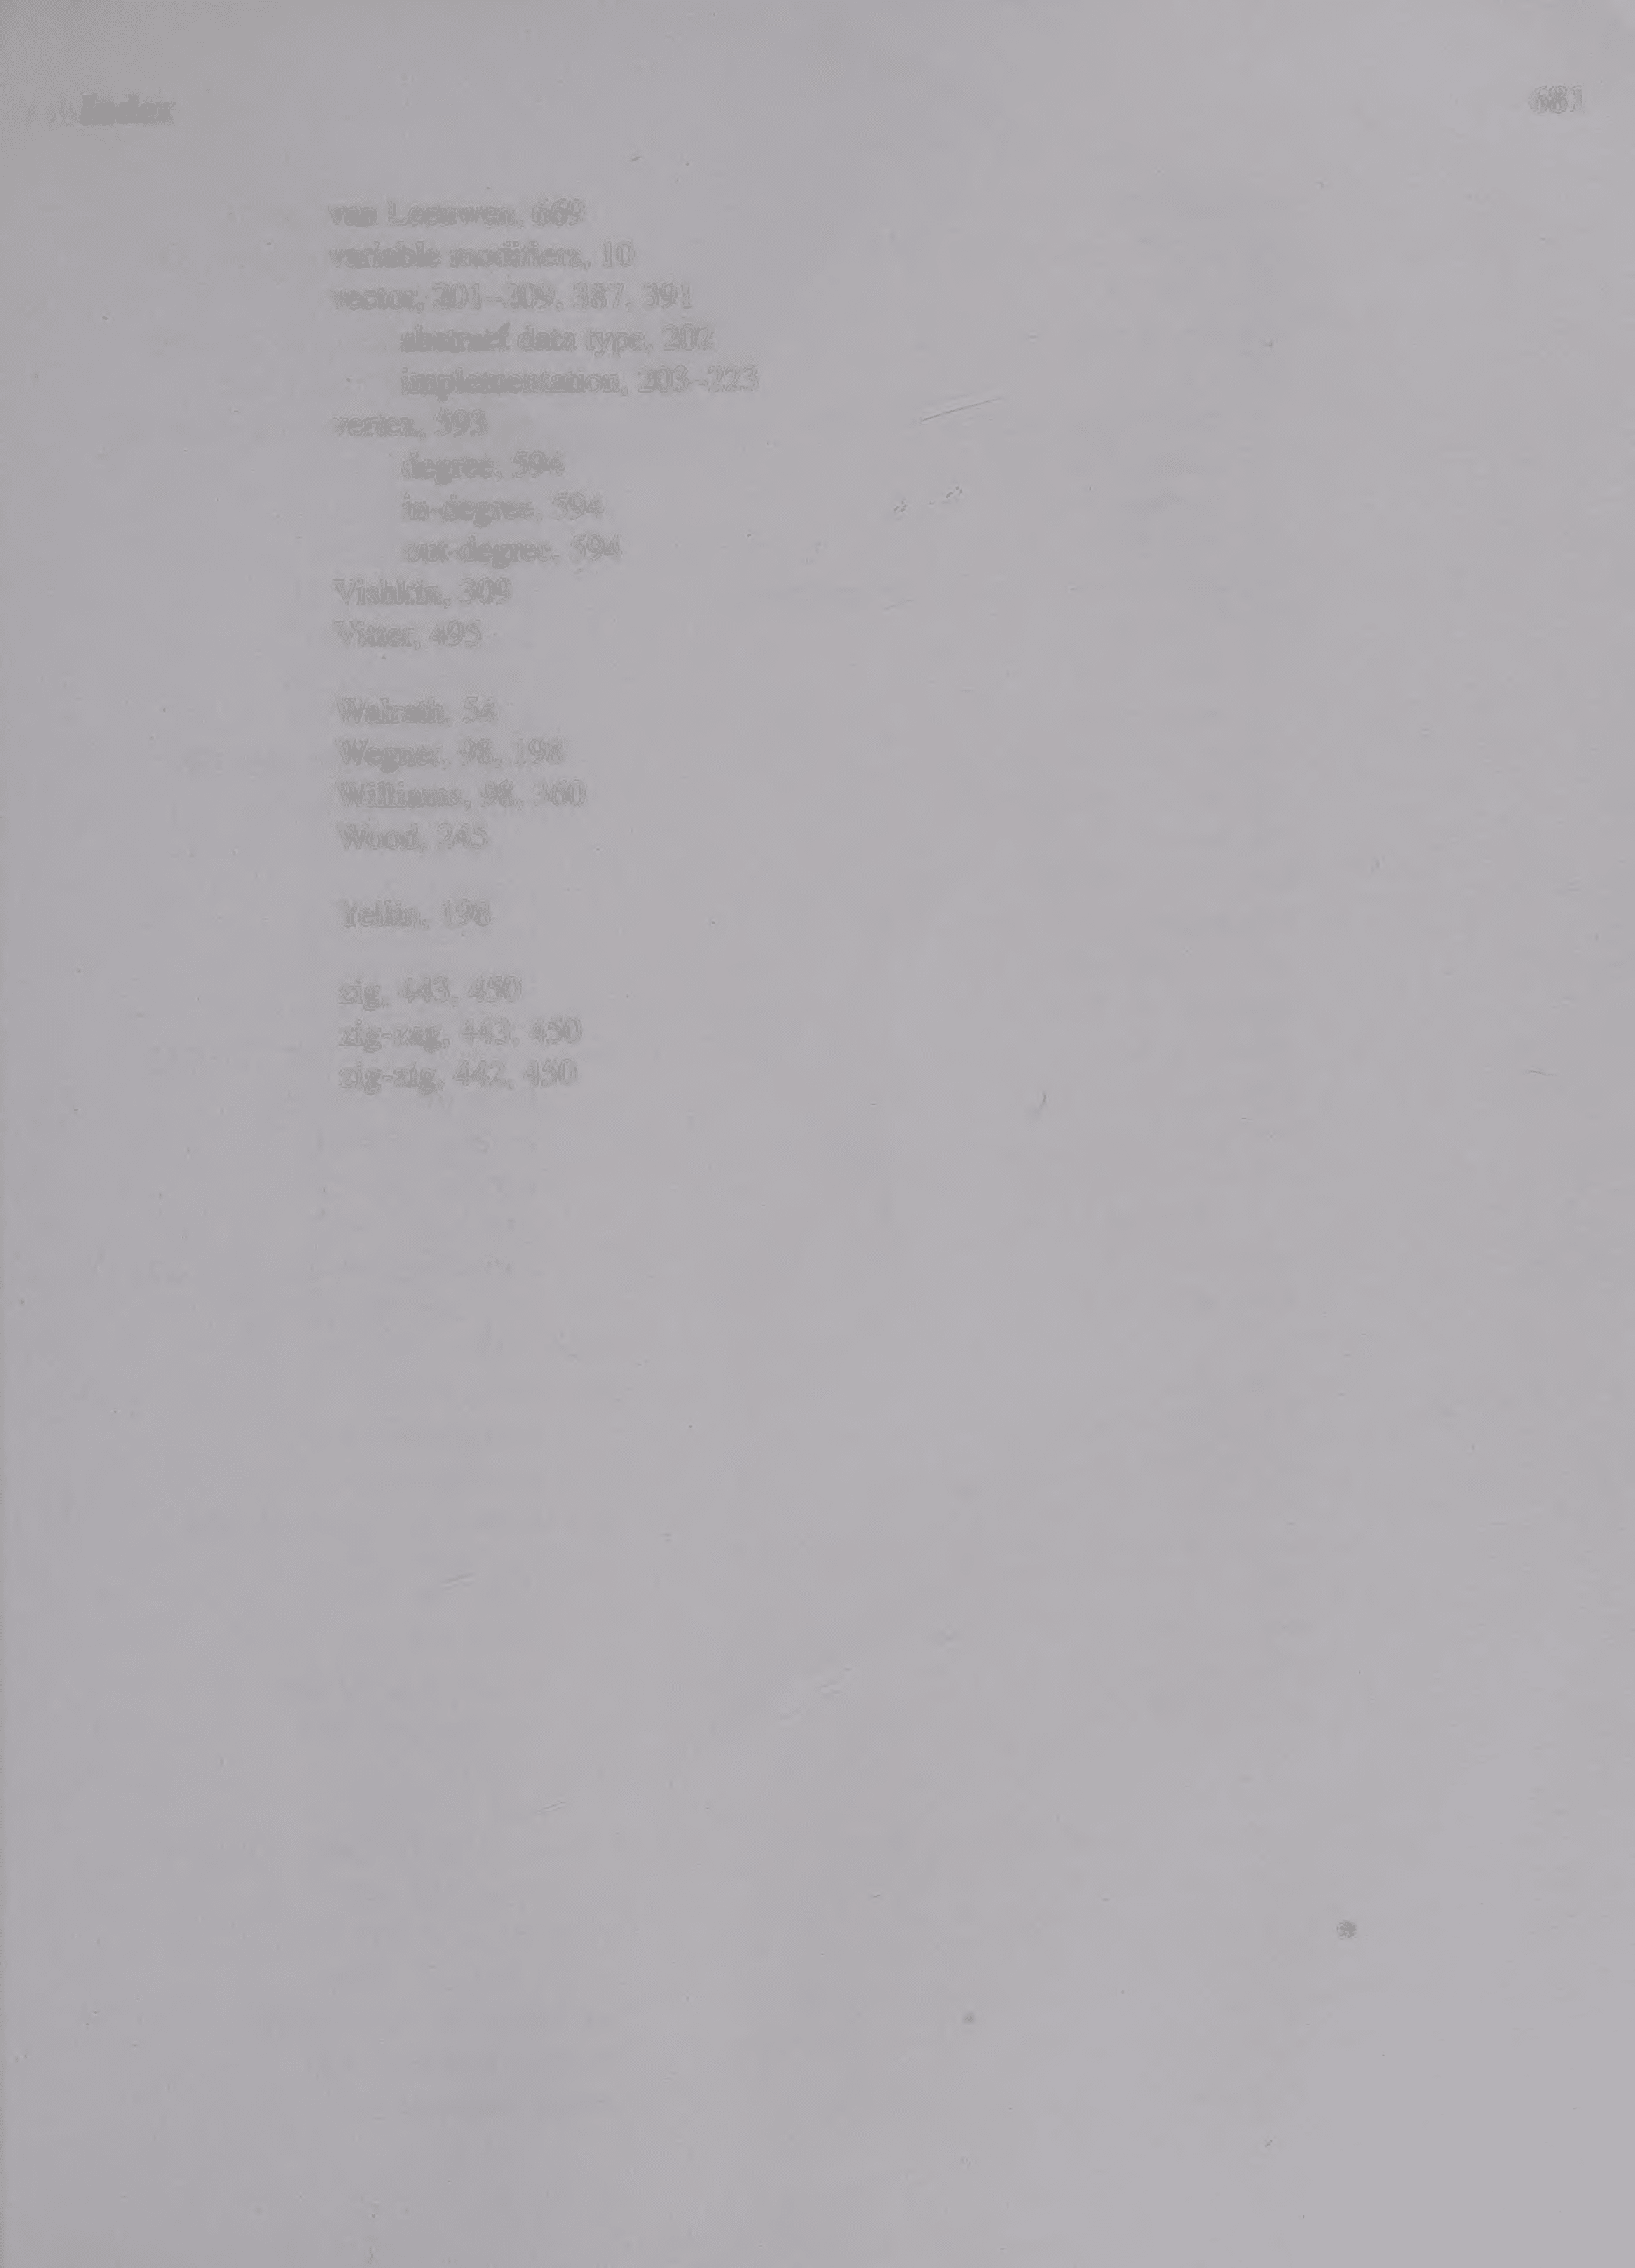 Index 681
van Leeuwen, 669
variable modifiers, 10
vector, 201–209, 387, 391
abstract data type, 202
implementation, 203–223
vertex, 593
degree, 594
in-degree, 594
out-degree, 594
Vishkin, 309
Vitter, 495
Walrath, 54
Wegner, 98, 198
Williams, 98, 360
Wood, 245
Yellin, 198
zig, 443, 450
zig-zag, 443, 450
zig-zig, 442, 450